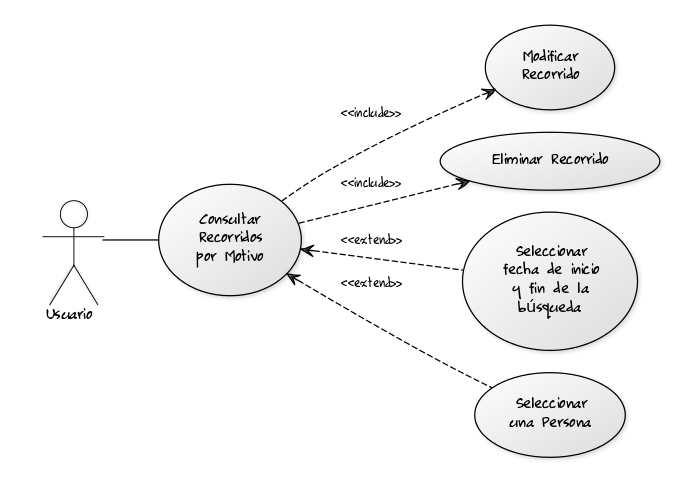 Modificar
Recorrido
<<include>>
Eliminar Recorrido
<<include>>
Consultar
Recorridos
por Motivo
<<extend>>
Seleccionar
fecha de inicio
y fin de la
búsqueda
<<extend>>
Usuario
Seleccionar
una Persona